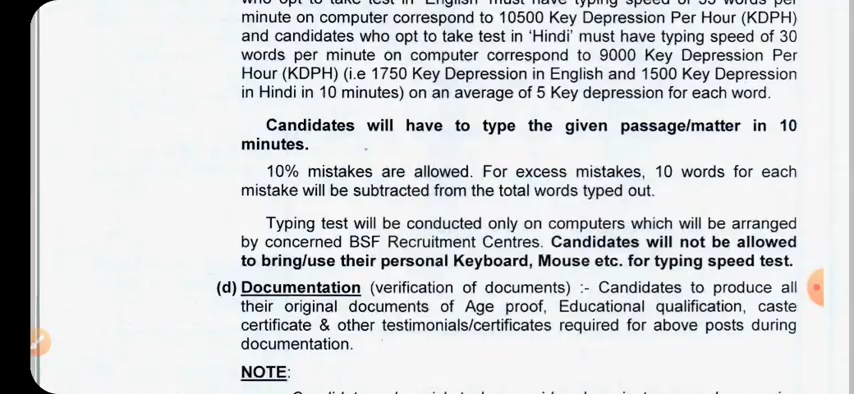 minute on computer correspond to 10500 Key Depression Per Hour (KDPH)
and candidates who opt to take test in 'Hindi' must have typing speed of 30
words per minute on computer correspond to 9000 Key Depression Per
Hour (KDPH) (i.e 1750 Key Depression in English and 1500 Key Depression
in Hindi in 10 minutes) on an average of 5 Key depression for each word.
Candidates will have to type the given passage/matter in 10
minutes.
10% mistakes are allowed. For excess mistakes, 10 words for each
mistake will be subtracted from the total words typed out.
Typing test will be conducted only on computers which will be arranged
by concerned BSF Recruitment Centres. Candidates will not be allowed
to bring/use their personal Keyboard, Mouse etc. for typing speed test.
(d) Documentation (verification of documents) :- Candidates to produce all
their original documents of Age proof, Educational qualification, caste
certificate & other testimonials/certificates required for above posts during
documentation.
NOTE: